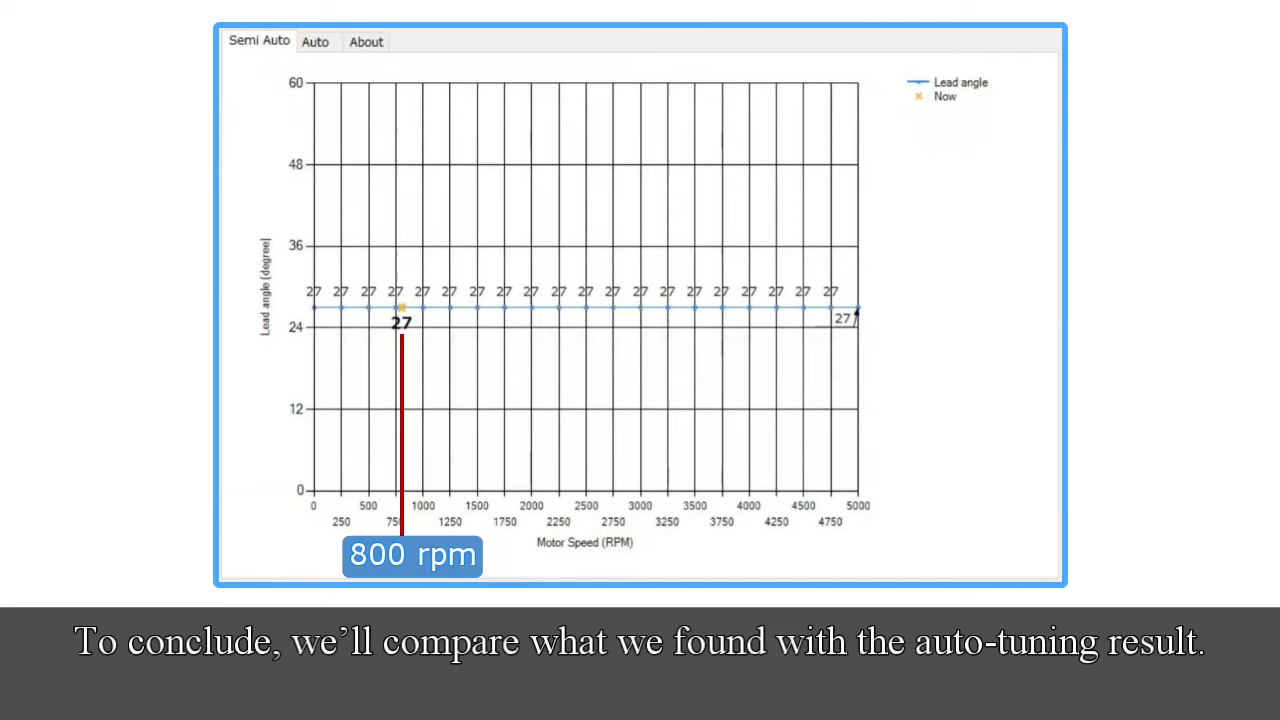 Semi Auto Auto About
Lead angle
Now
60
48
36
24
12
0
Lead angle (degree)
27 27 27 27 27 27 27 27 27 27 27 27 27 27 27 27 27 27 27 27
27
27
0 500 1000 1500 2000 2500 3000 3500 4000 4500 5000
250 750 1250 1750 2250 2750 3250 3750 4250 4750
Motor Speed (RPM)
800 rpm
To conclude, we’ll compare what we found with the auto-tuning result.